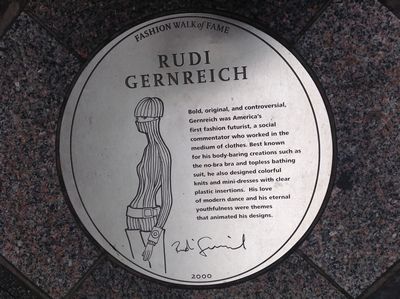 FASHION WALK of FAME
RUDI
GERNREICH
Bold, original, and controversial,
Gernreich was America's
first fashion futurist, a social
commentator who worked in the
medium of clothes. Best known
for his body-baring creations such as
the no-bra bra and topless bathing
suit, he also designed colorful
knits and mini-dresses with clear
plastic insertions. His love
of modern dance and his eternal
youthfulness were themes
that animated his designs.
Rudi Gernreich
2000